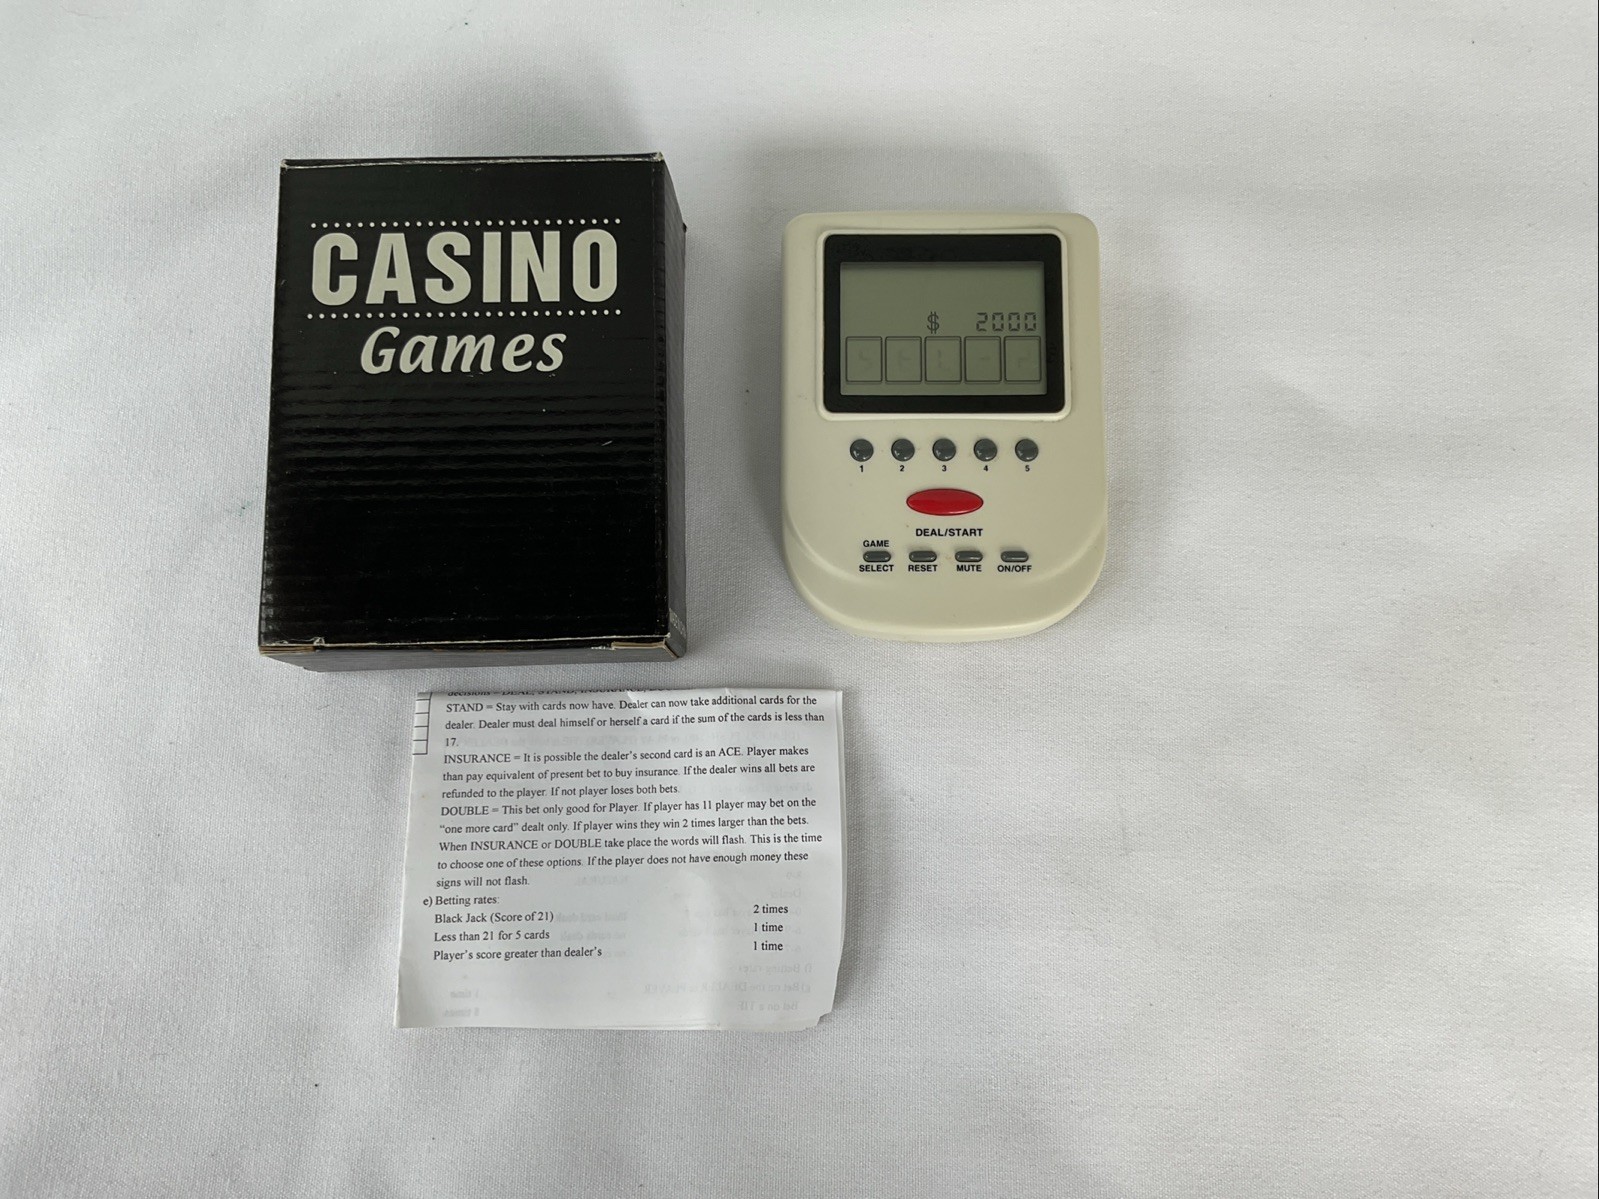 CASINO
Games
$ 2000
1 2 3 4 5
DEAL/START
GAME
SELECT RESET MUTE ON/OFF
STAND = Stay with cards now have. Dealer can now take additional cards for the
dealer. Dealer must deal himself or herself a card if the sum of the cards is less than
17.
INSURANCE = It is possible the dealer's second card is an ACE. Player makes
than pay equivalent of present bet to buy insurance. If the dealer wins all bets are
refunded to the player. If not player loses both bets.
DOUBLE = This bet only good for Player. If player has 11 player may bet on the
"one more card" dealt only. If player wins they win 2 times larger than the bets.
When INSURANCE or DOUBLE take place the words will flash. This is the time
to choose one of these options. If the player does not have enough money these
signs will not flash.
e) Betting rates:
Black Jack (Score of 21) 2 times
Less than 21 for 5 cards 1 time
Player's score greater than dealer's 1 time